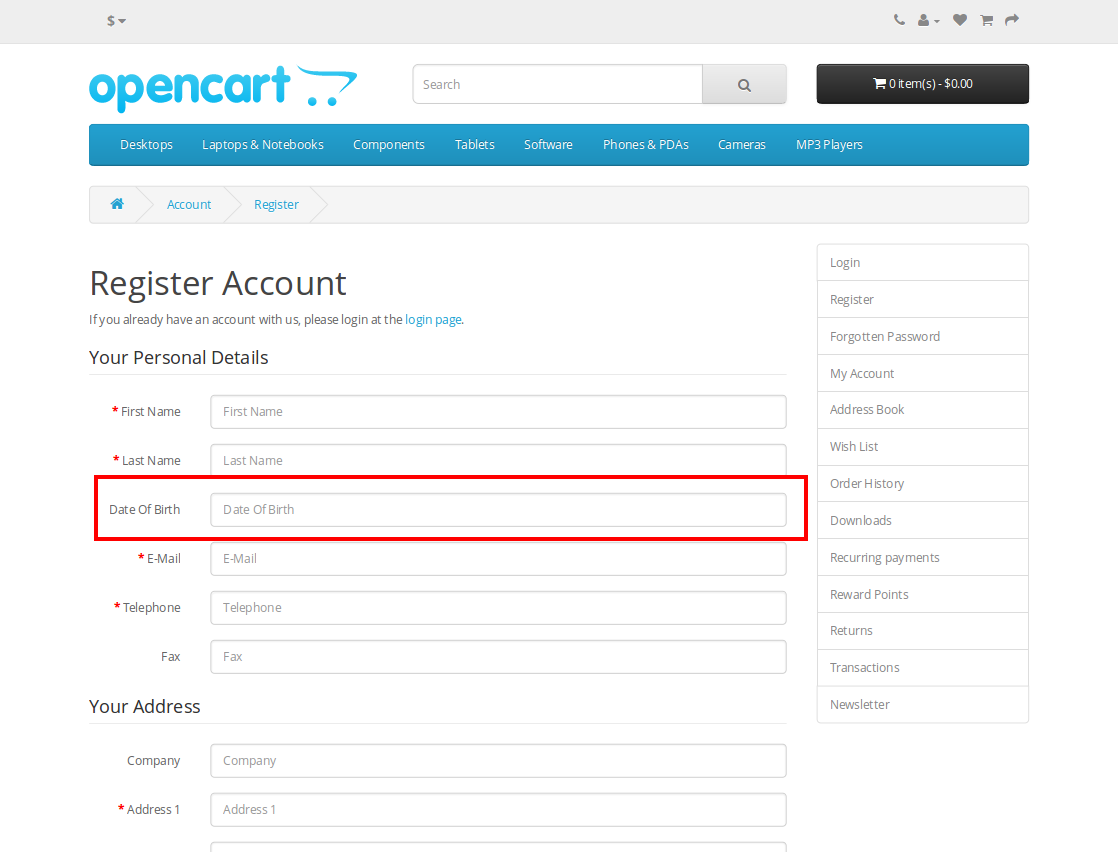 $
opencart
Search
0 item(s) - $0.00
Desktops Laptops & Notebooks Components Tablets Software Phones & PDAs Cameras MP3 Players
Account Register
Register Account
If you already have an account with us, please login at the login page.
Your Personal Details
* First Name First Name
* Last Name Last Name
Date Of Birth Date Of Birth
* E-Mail E-Mail
* Telephone Telephone
Fax Fax
Your Address
Company Company
* Address 1 Address 1
Login
Register
Forgotten Password
My Account
Address Book
Wish List
Order History
Downloads
Recurring payments
Reward Points
Returns
Transactions
Newsletter